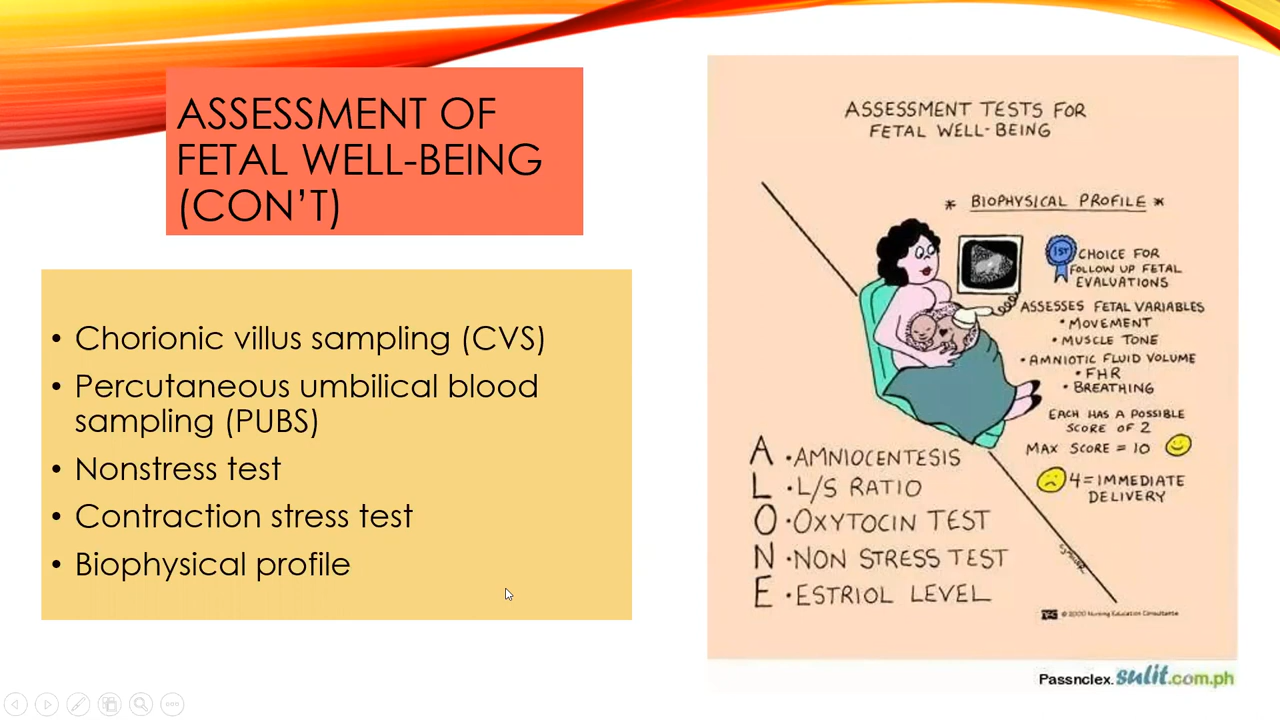 ASSESSMENT OF
FETAL WELL-BEING
(CON'T)
• Chorionic villus sampling (CVS)
• Percutaneous umbilical blood
sampling (PUBS)
• Nonstress test
• Contraction stress test
• Biophysical profile
ASSESSMENT TESTS FOR
FETAL WELL-BEING
* BIOPHYSICAL PROFILE *
1ST CHOICE FOR
FOLLOW UP FETAL
EVALUATIONS
ASSESSES FETAL VARIABLES
• MOVEMENT
• MUSCLE TONE
• AMNIOTIC FLUID VOLUME
• FHR
• BREATHING
EACH HAS A POSSIBLE
SCORE OF 2
MAX SCORE = 10
4 = IMMEDIATE
DELIVERY
A • AMNIOCENTESIS
L • L/S RATIO
O • OXYTOCIN TEST
N • NON STRESS TEST
E • ESTRIOL LEVEL
© 2000 Nursing Education Consultants
Passnclex.sulit.com.ph